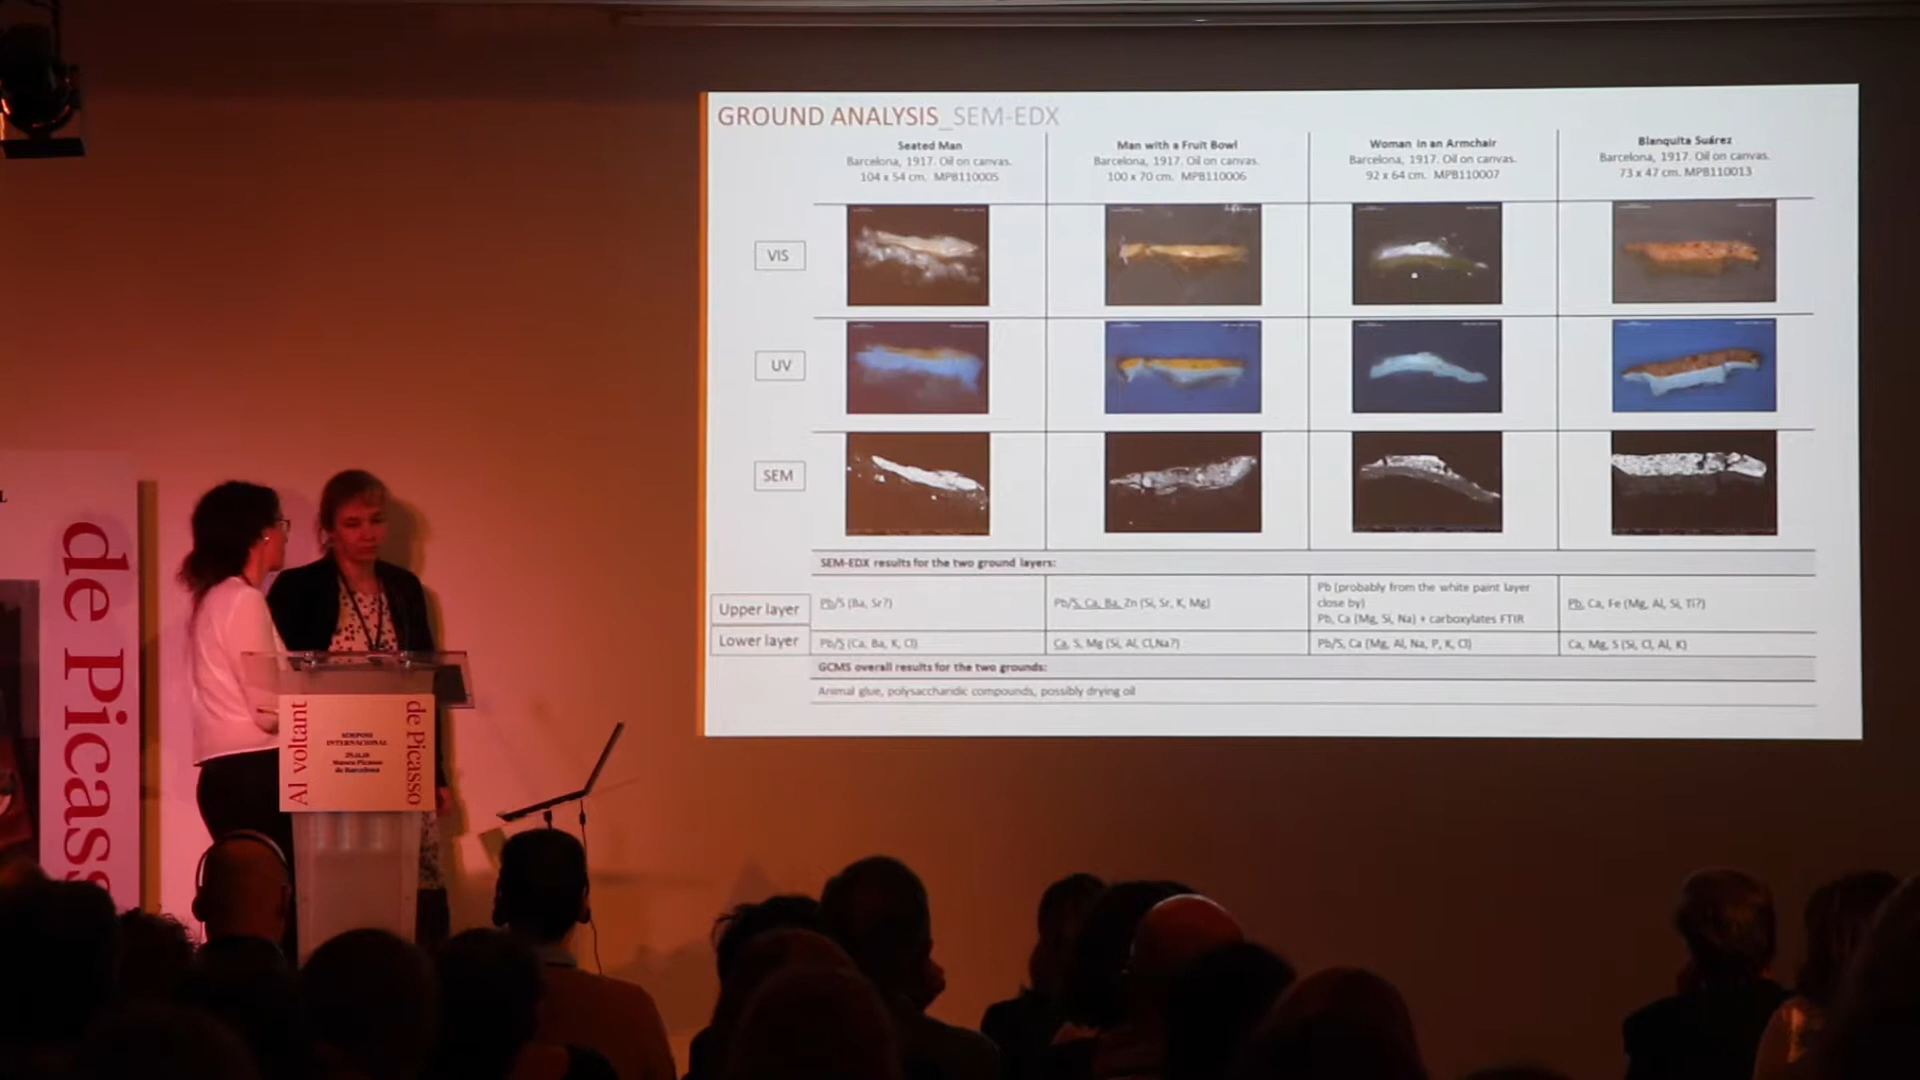 GROUND ANALYSIS_SEM-EDX
Seated Man
Barcelona, 1917. Oil on canvas.
104 x 54 cm. MPB110005
Man with a Fruit Bowl
Barcelona, 1917. Oil on canvas.
100 x 70 cm. MPB110006
Woman in an Armchair
Barcelona, 1917. Oil on canvas.
92 x 64 cm. MPB110007
Blanquita Suárez
Barcelona, 1917. Oil on canvas.
73 x 47 cm. MPB110013
VIS
UV
SEM
SEM-EDX results for the two ground layers:
Upper layer
Pb/S (Ba, Sr?)
Pb/S, Ca, Ba, Zn (Si, Sr, K, Mg)
Pb (probably from the white paint layer
close by)
Pb, Ca (Mg, Si, Na) + carboxylates FTIR
Pb, Ca, Fe (Mg, Al, Si, Ti?)
Lower layer
Pb/S (Ca, Ba, K, Cl)
Ca, S, Mg (Si, Al, Cl,Na?)
Pb/S, Ca (Mg, Al, Na, P, K, Cl)
Ca, Mg, S (Si, Cl, Al, K)
GCMS overall results for the two grounds:
Animal glue, polysaccharidic compounds, possibly drying oil
de Picass
Al voltant
de Picasso
SIMPOSI
INTERNACIONAL
Museu Picasso
de Barcelona